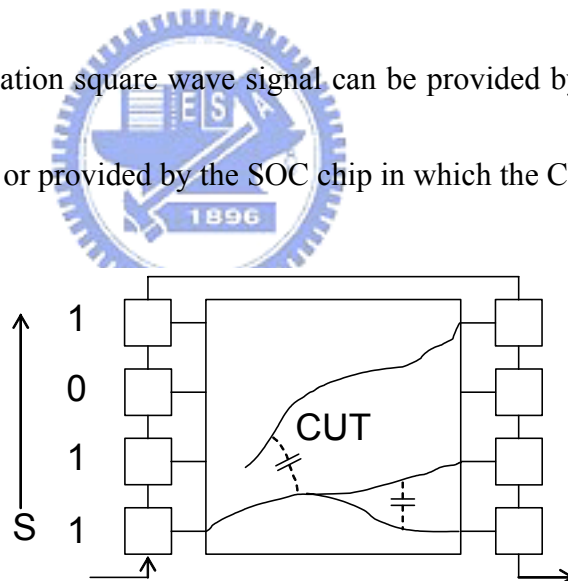 ation square wave signal can be provided by
or provided by the SOC chip in which the C
E S A
1896
1
0
CUT
1
S 1